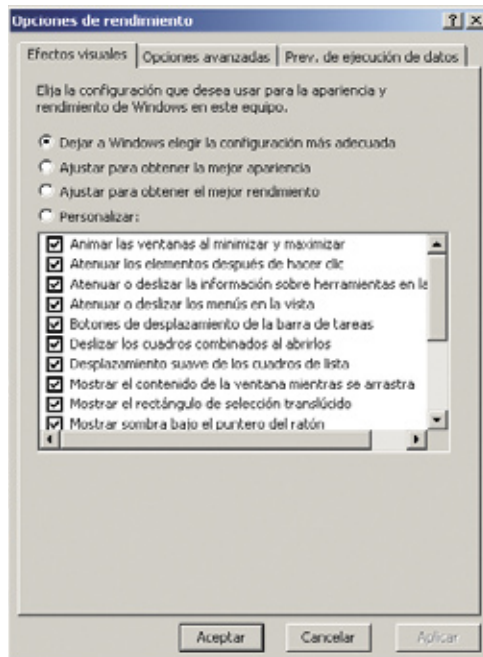 Opciones de rendimiento
Efectos visuales Opciones avanzadas Prev. de ejecución de datos
Elija la configuración que desea usar para la apariencia y
rendimiento de Windows en este equipo.
Dejar a Windows elegir la configuración más adecuada
Ajustar para obtener la mejor apariencia
Ajustar para obtener el mejor rendimiento
Personalizar:
Animar las ventanas al minimizar y maximizar
Atenuar los elementos después de hacer clic
Atenuar o deslizar la información sobre herramientas en la
Atenuar o deslizar los menús en la vista
Botones de desplazamiento de la barra de tareas
Deslizar los cuadros combinados al abrirlos
Desplazamiento suave de los cuadros de lista
Mostrar el contenido de la ventana mientras se arrastra
Mostrar el rectángulo de selección translúcido
Mostrar sombra bajo el puntero del ratón
Aceptar Cancelar Aplicar